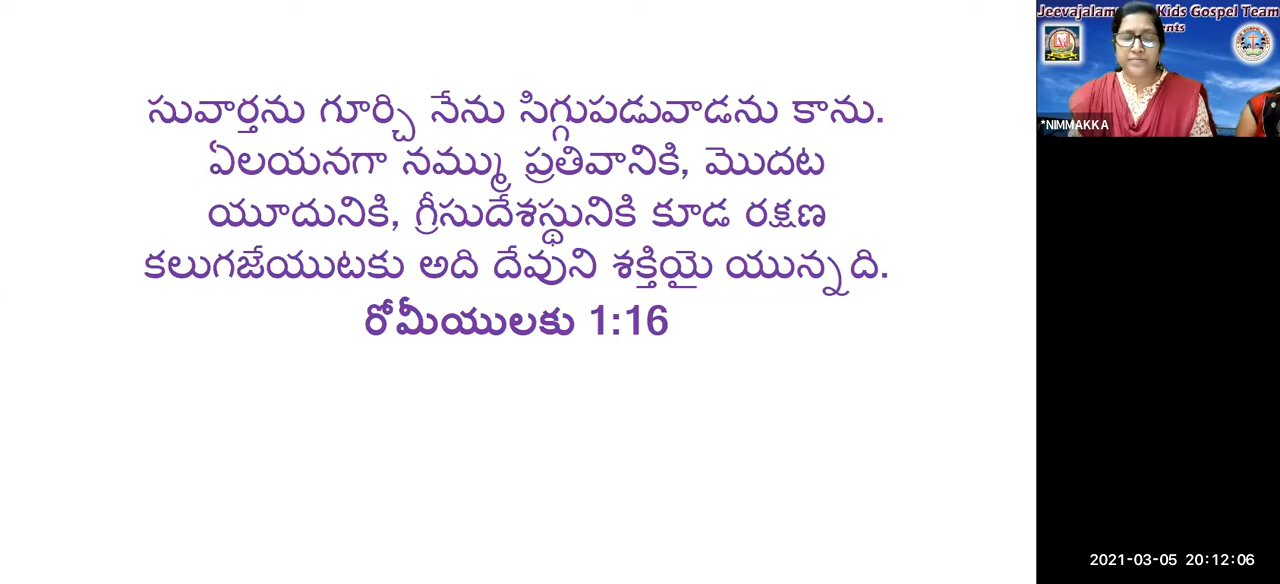 సువార్తను గూర్చి నేను సిగ్గుపడువాడను కాను.
ఏలయనగా నమ్ము ప్రతివానికి, మొదట
యూదునికి, గ్రీసుదేశస్థునికి కూడ రక్షణ
కలుగజేయుటకు అది దేవుని శక్తియై యున్నది.
రోమీయులకు 1:16
Jeevajalam Kids Gospel Team
*NIMMAKKA
2021-03-05 20:12:06